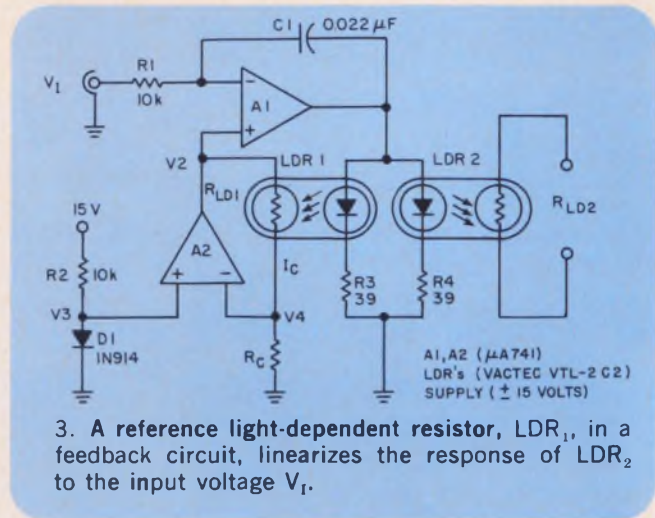 C1 0.022 µF
R1
V_I
10k
−
A1
+
V2
LDR 1
LDR 2
R_LD1
R_LD2
15 V
R2
10k
A2
I_C
+
−
R3
39
R4
39
V3
V4
D1
1N914
R_C
A1, A2 (µA741)
LDR's (VACTEC VTL-2 C2)
SUPPLY (± 15 VOLTS)
3. A reference light-dependent resistor, LDR₁, in a
feedback circuit, linearizes the response of LDR₂
to the input voltage V_I.